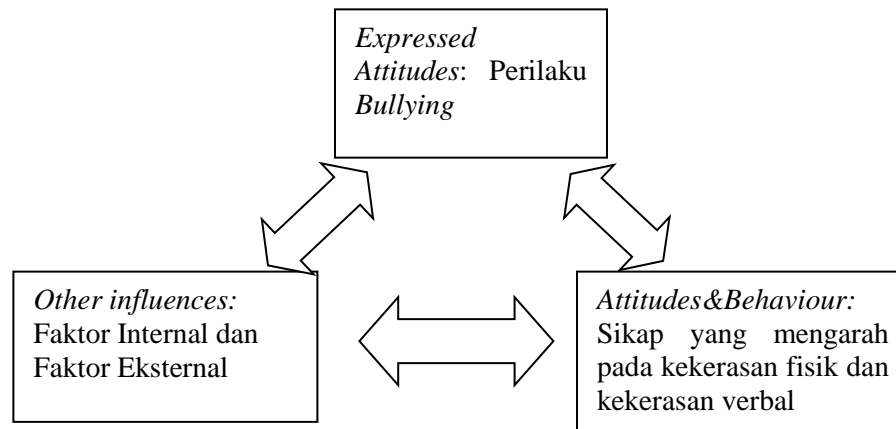 Expressed
Attitudes: Perilaku
Bullying
Other influences:
Faktor Internal dan
Faktor Eksternal
Attitudes&Behaviour:
Sikap yang mengarah
pada kekerasan fisik dan
kekerasan verbal